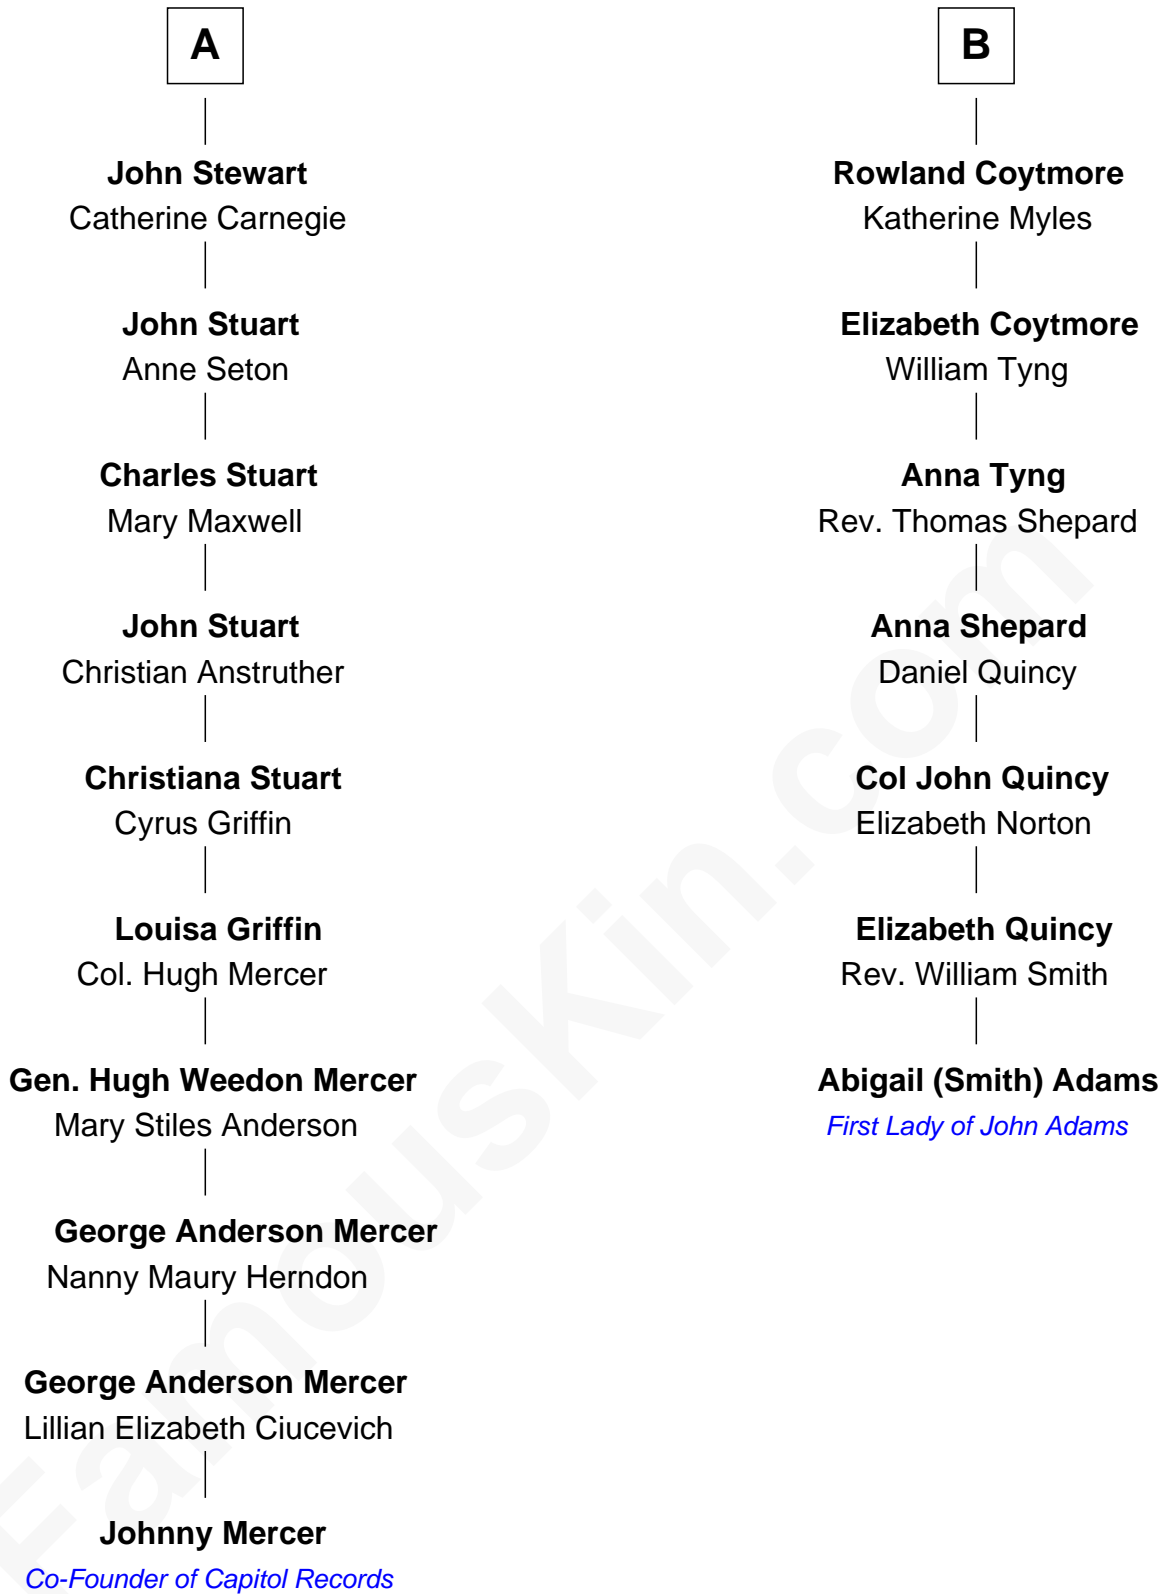 A
John Stewart
Catherine Carnegie
John Stuart
Anne Seton
Charles Stuart
Mary Maxwell
John Stuart
Christian Anstruther
Christiana Stuart
Cyrus Griffin
Louisa Griffin
Col. Hugh Mercer
Gen. Hugh Weedon Mercer
Mary Stiles Anderson
George Anderson Mercer
Nanny Maury Herndon
George Anderson Mercer
Lillian Elizabeth Ciucevich
Johnny Mercer
Co-Founder of Capitol Records
B
Rowland Coytmore
Katherine Myles
Elizabeth Coytmore
William Tyng
Anna Tyng
Rev. Thomas Shepard
Anna Shepard
Daniel Quincy
Col John Quincy
Elizabeth Norton
Elizabeth Quincy
Rev. William Smith
Abigail (Smith) Adams
First Lady of John Adams
FamousKin.com